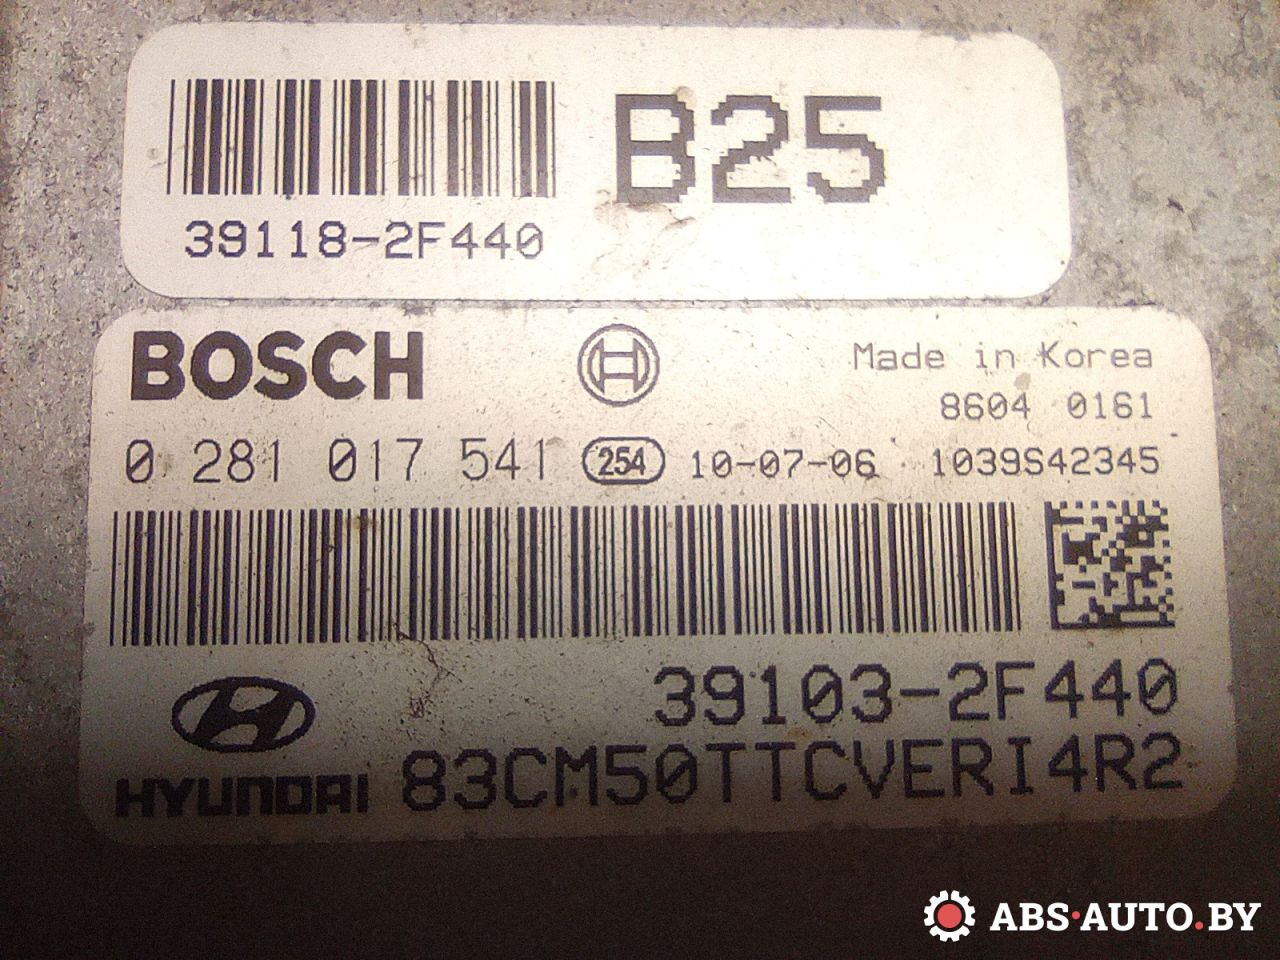 B25
39118-2F440
BOSCH
Made in Korea
8604 0161
0 281 017 541 254 10-07-06 1039S42345
39103-2F440
HYUNDAI 83CM50TTCVERI4R2
ABS·AUTO.BY